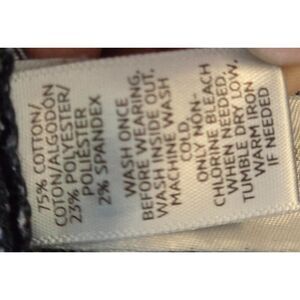 75% COTTON/
COTON/ALGODÓN
23% POLYESTER/
POLIÉSTER
2% SPANDEX
WASH ONCE
BEFORE WEARING.
WASH INSIDE OUT,
MACHINE WASH
COLD,
ONLY NON-
CHLORINE BLEACH
WHEN NEEDED,
TUMBLE DRY LOW,
WARM IRON
IF NEEDED